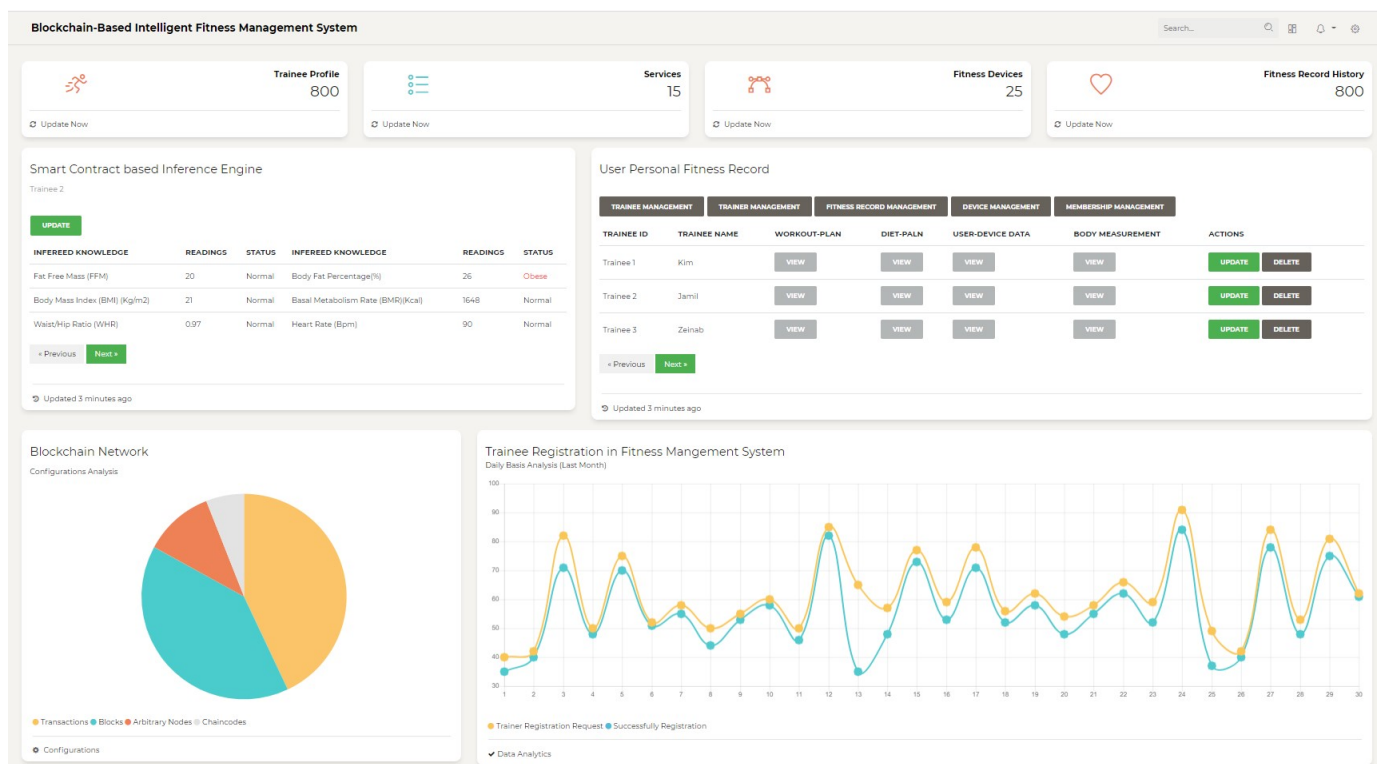 Blockchain-Based Intelligent Fitness Management System
Search...
Trainee Profile
800
Update Now
Services
15
Update Now
Fitness Devices
25
Update Now
Fitness Record History
800
Update Now
Smart Contract based Inference Engine
Trainee 2
UPDATE
INFEREED KNOWLEDGE READINGS STATUS INFEREED KNOWLEDGE READINGS STATUS
Fat Free Mass (FFM) 20 Normal Body Fat Percentage(%) 26 Obese
Body Mass Index (BMI) (Kg/m2) 21 Normal Basal Metabolism Rate (BMR)(Kcal) 1648 Normal
Waist/Hip Ratio (WHR) 0.97 Normal Heart Rate (Bpm) 90 Normal
« Previous Next »
Updated 3 minutes ago
User Personal Fitness Record
TRAINEE MANAGEMENT TRAINER MANAGEMENT FITNESS RECORD MANAGEMENT DEVICE MANAGEMENT MEMBERSHIP MANAGEMENT
TRAINEE ID TRAINEE NAME WORKOUT-PLAN DIET-PALN USER-DEVICE DATA BODY MEASUREMENT ACTIONS
Trainee 1 Kim VIEW VIEW VIEW VIEW UPDATE DELETE
Trainee 2 Jamil VIEW VIEW VIEW VIEW UPDATE DELETE
Trainee 3 Zeinab VIEW VIEW VIEW VIEW UPDATE DELETE
« Previous Next »
Updated 3 minutes ago
Blockchain Network
Configurations Analysis
Transactions Blocks Arbitrary Nodes Chaincodes
Configurations
Trainee Registration in Fitness Mangement System
Daily Basis Analysis (Last Month)
100
90
80
70
60
50
40
30
1 2 3 4 5 6 7 8 9 10 11 12 13 14 15 16 17 18 19 20 21 22 23 24 25 26 27 28 29 30
Trainer Registration Request Successfully Registration
Data Analytics